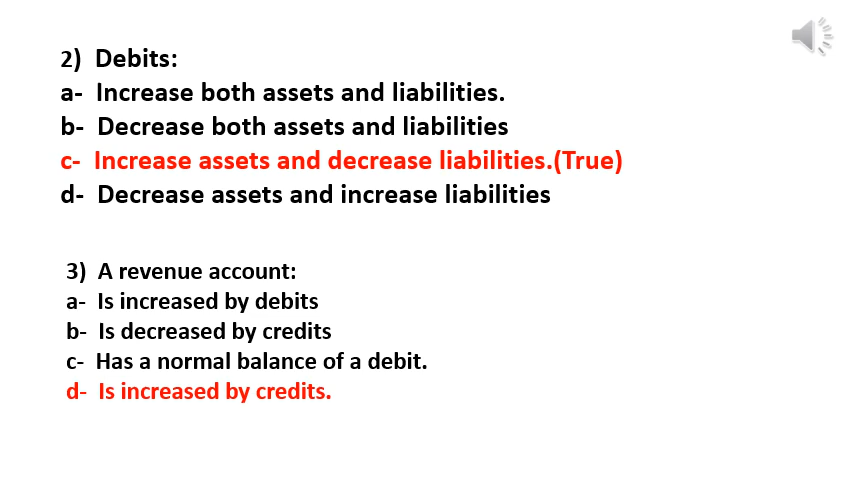 2) Debits:
a- Increase both assets and liabilities.
b- Decrease both assets and liabilities
c- Increase assets and decrease liabilities.(True)
d- Decrease assets and increase liabilities
3) A revenue account:
a- Is increased by debits
b- Is decreased by credits
c- Has a normal balance of a debit.
d- Is increased by credits.